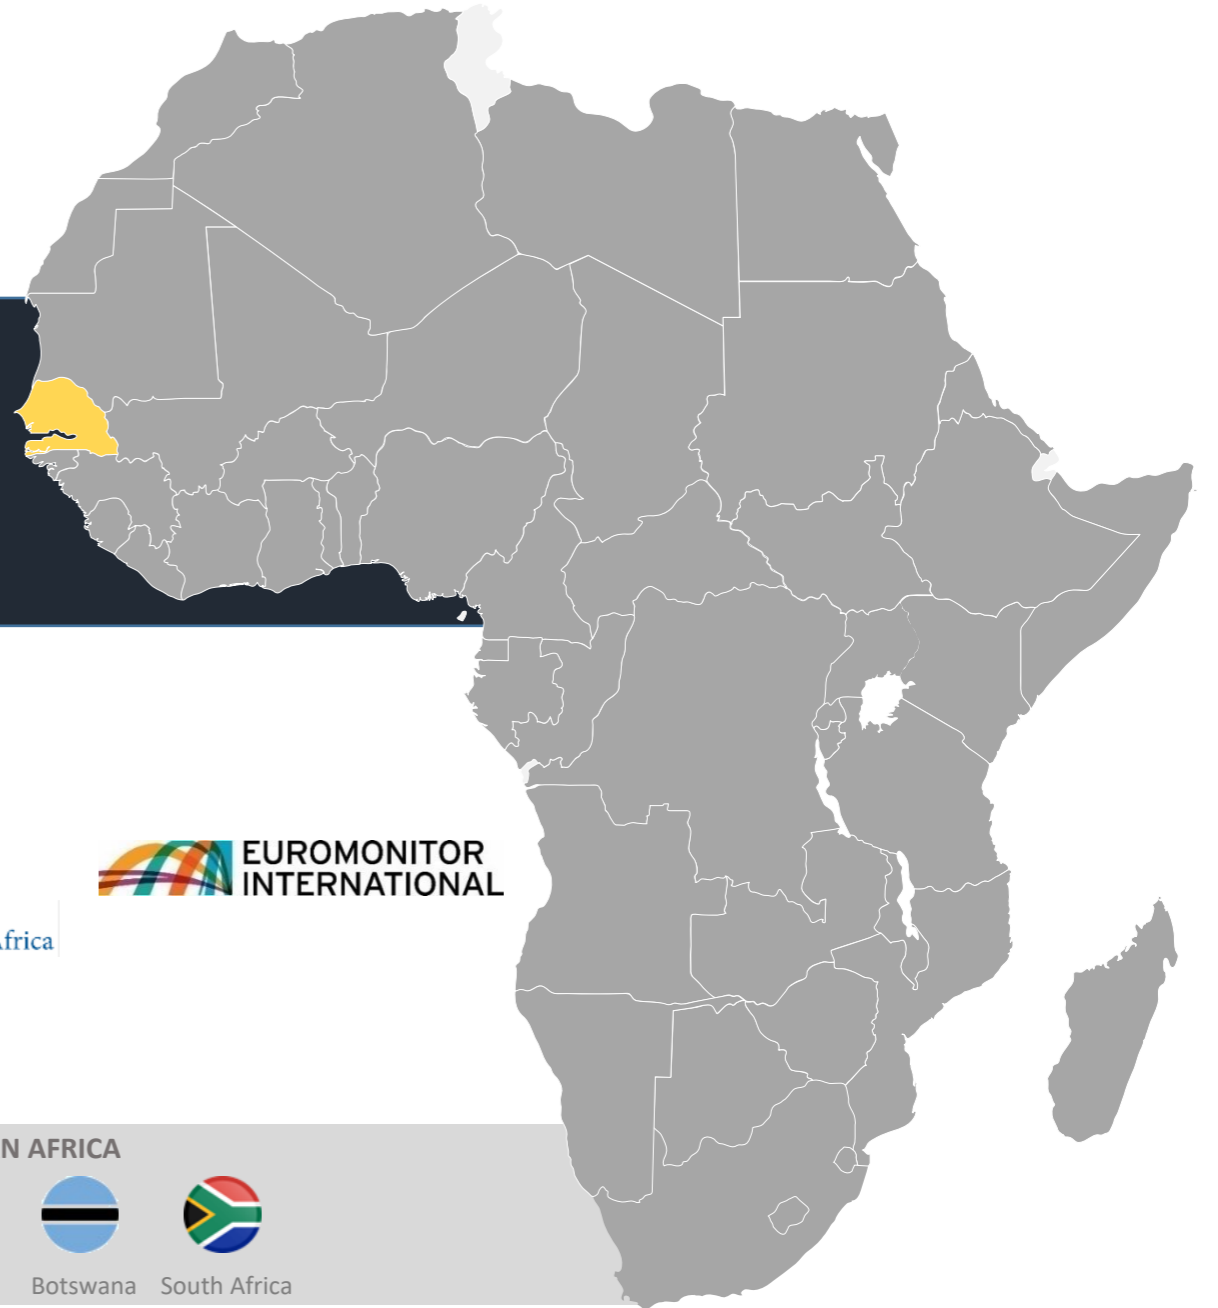 EUROMONITOR
INTERNATIONAL
frica
N AFRICA
Botswana
South Africa